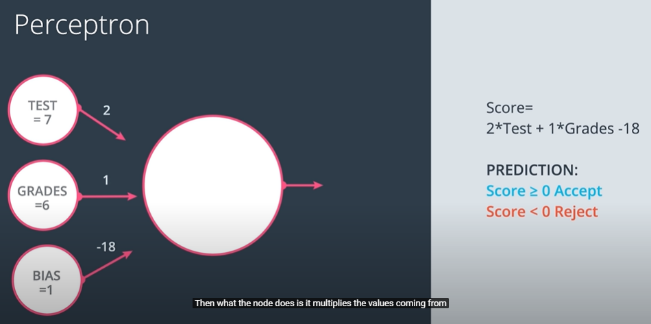 Perceptron
TEST
= 7
2
GRADES
=6
1
BIAS
=1
-18
Score=
2*Test + 1*Grades -18
PREDICTION:
Score ≥ 0 Accept
Score < 0 Reject
Then what the node does is it multiplies the values coming from